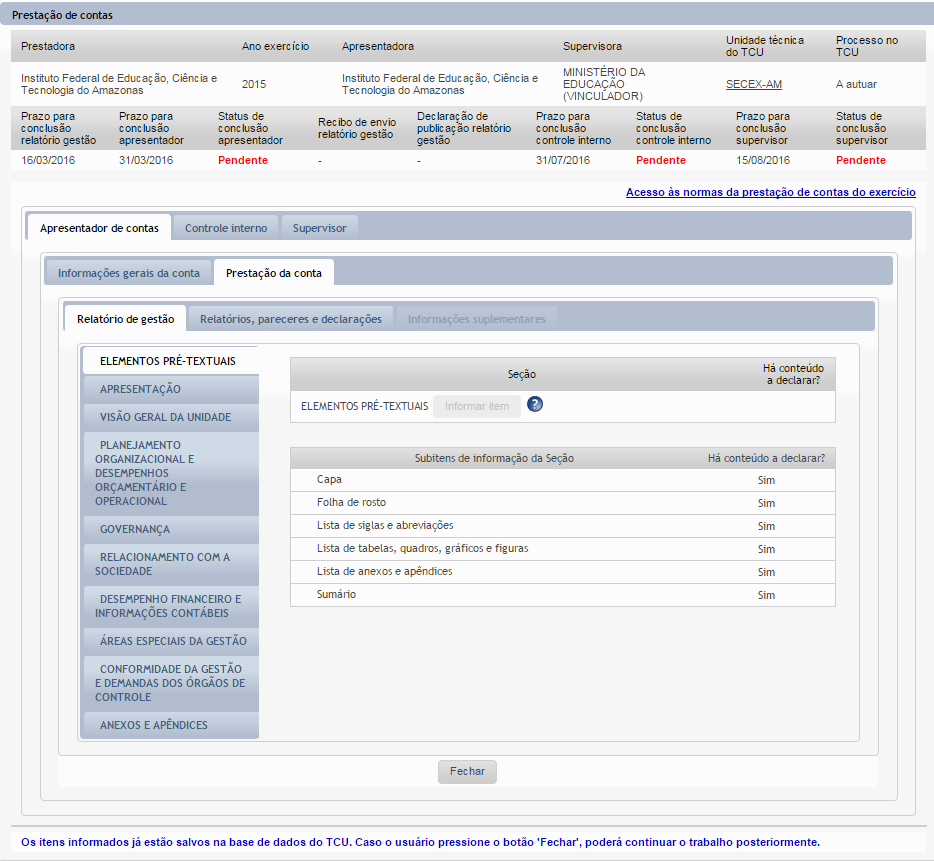 Prestação de contas
Prestadora Ano exercício Apresentadora Supervisora Unidade técnica do TCU Processo no TCU
Instituto Federal de Educação, Ciência e Tecnologia do Amazonas 2015 Instituto Federal de Educação, Ciência e Tecnologia do Amazonas MINISTÉRIO DA EDUCAÇÃO (VINCULADOR) SECEX-AM A autuar
Prazo para conclusão relatório gestão Prazo para conclusão apresentador Status de conclusão apresentador Recibo de envio relatório gestão Declaração de publicação relatório gestão Prazo para conclusão controle interno Status de conclusão controle interno Prazo para conclusão supervisor Status de conclusão supervisor
16/03/2016 31/03/2016 Pendente - - 31/07/2016 Pendente 15/08/2016 Pendente
Acesso às normas da prestação de contas do exercício
Apresentador de contas Controle interno Supervisor
Informações gerais da conta Prestação da conta
Relatório de gestão Relatórios, pareceres e declarações Informações suplementares
ELEMENTOS PRÉ-TEXTUAIS
APRESENTAÇÃO
VISÃO GERAL DA UNIDADE
PLANEJAMENTO
ORGANIZACIONAL E
DESEMPENHOS
ORÇAMENTÁRIO E
OPERACIONAL
GOVERNANÇA
RELACIONAMENTO COM A
SOCIEDADE
DESEMPENHO FINANCEIRO E
INFORMAÇÕES CONTÁBEIS
ÁREAS ESPECIAIS DA GESTÃO
CONFORMIDADE DA GESTÃO
E DEMANDAS DOS ÓRGÃOS DE
CONTROLE
ANEXOS E APÊNDICES
Seção Há conteúdo a declarar?
ELEMENTOS PRÉ-TEXTUAIS Informar item ?
Subitens de informação da Seção Há conteúdo a declarar?
Capa Sim
Folha de rosto Sim
Lista de siglas e abreviações Sim
Lista de tabelas, quadros, gráficos e figuras Sim
Lista de anexos e apêndices Sim
Sumário Sim
Fechar
Os itens informados já estão salvos na base de dados do TCU. Caso o usuário pressione o botão 'Fechar', poderá continuar o trabalho posteriormente.